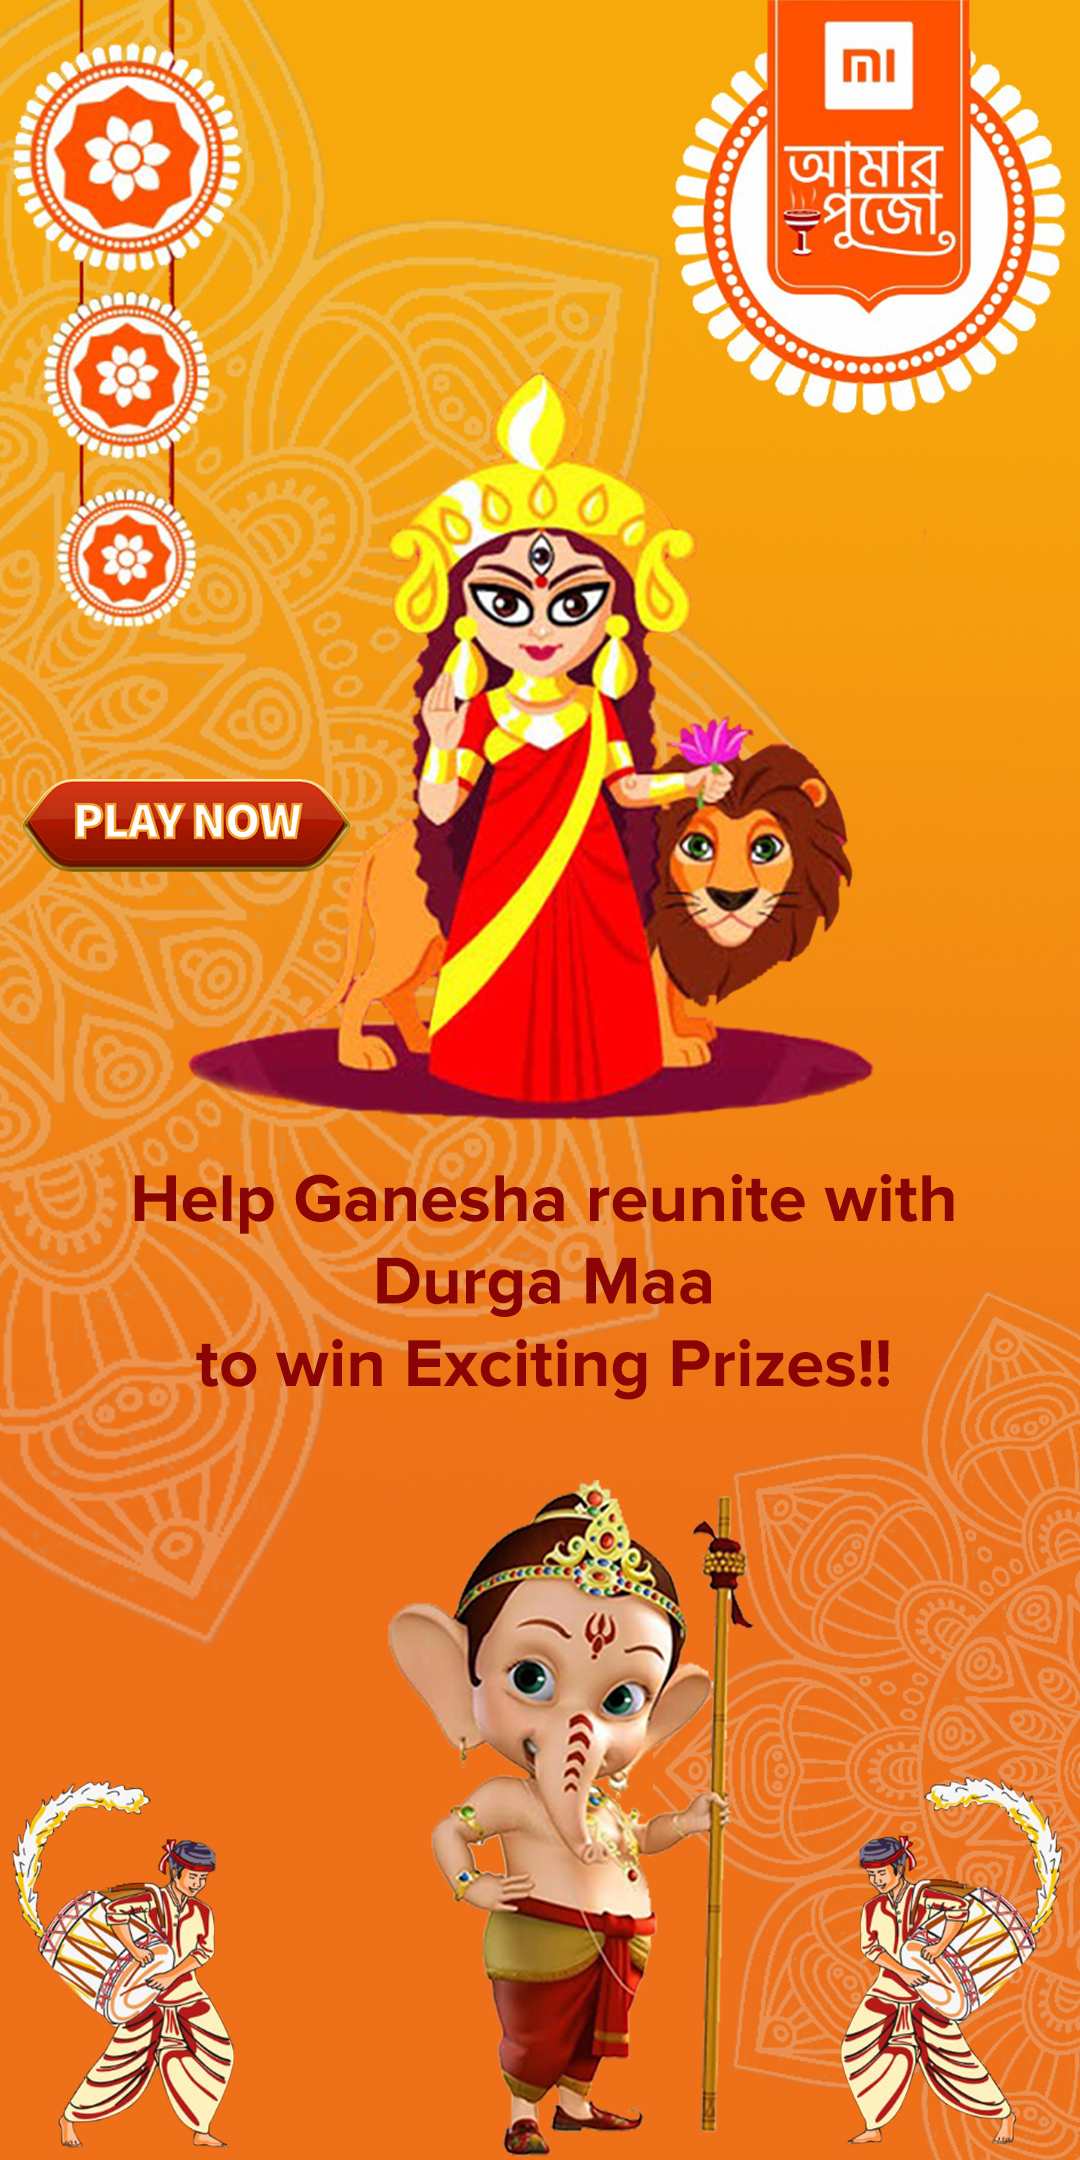 mi
আমার
পুজো
PLAY NOW
Help Ganesha reunite with
Durga Maa
to win Exciting Prizes!!